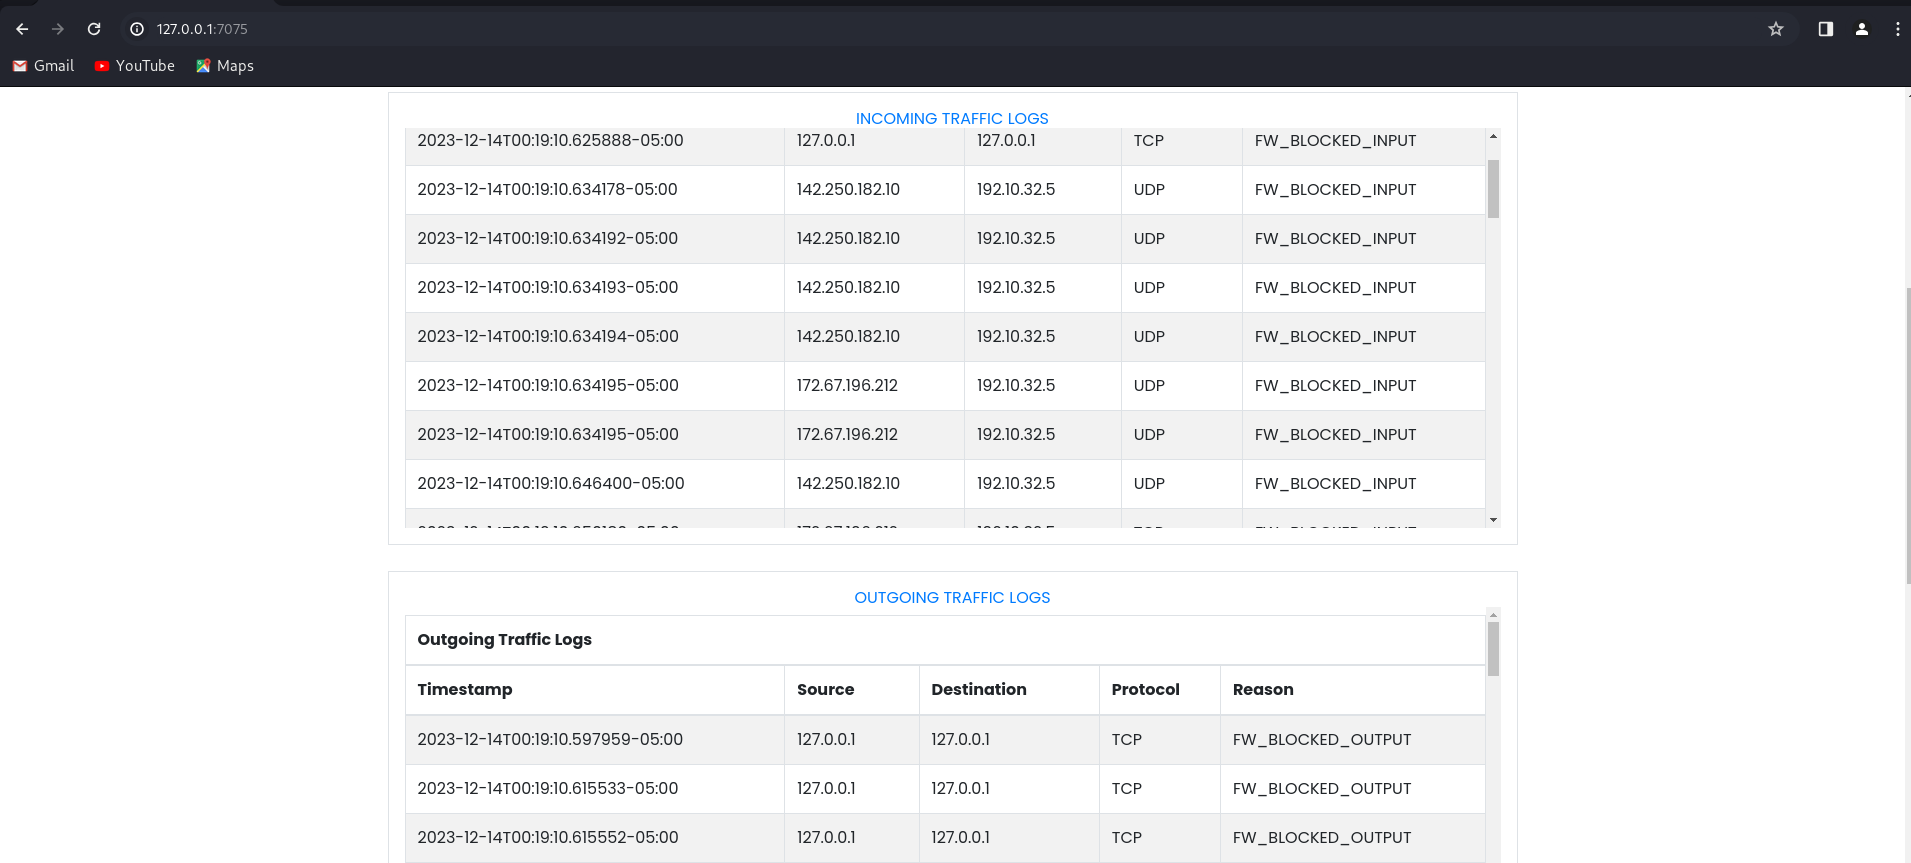 127.0.0.1:7075
Gmail YouTube Maps
INCOMING TRAFFIC LOGS
2023-12-14T00:19:10.625888-05:00 127.0.0.1 127.0.0.1 TCP FW_BLOCKED_INPUT
2023-12-14T00:19:10.634178-05:00 142.250.182.10 192.10.32.5 UDP FW_BLOCKED_INPUT
2023-12-14T00:19:10.634192-05:00 142.250.182.10 192.10.32.5 UDP FW_BLOCKED_INPUT
2023-12-14T00:19:10.634193-05:00 142.250.182.10 192.10.32.5 UDP FW_BLOCKED_INPUT
2023-12-14T00:19:10.634194-05:00 142.250.182.10 192.10.32.5 UDP FW_BLOCKED_INPUT
2023-12-14T00:19:10.634195-05:00 172.67.196.212 192.10.32.5 UDP FW_BLOCKED_INPUT
2023-12-14T00:19:10.634195-05:00 172.67.196.212 192.10.32.5 UDP FW_BLOCKED_INPUT
2023-12-14T00:19:10.646400-05:00 142.250.182.10 192.10.32.5 UDP FW_BLOCKED_INPUT
OUTGOING TRAFFIC LOGS
Outgoing Traffic Logs
Timestamp Source Destination Protocol Reason
2023-12-14T00:19:10.597959-05:00 127.0.0.1 127.0.0.1 TCP FW_BLOCKED_OUTPUT
2023-12-14T00:19:10.615533-05:00 127.0.0.1 127.0.0.1 TCP FW_BLOCKED_OUTPUT
2023-12-14T00:19:10.615552-05:00 127.0.0.1 127.0.0.1 TCP FW_BLOCKED_OUTPUT